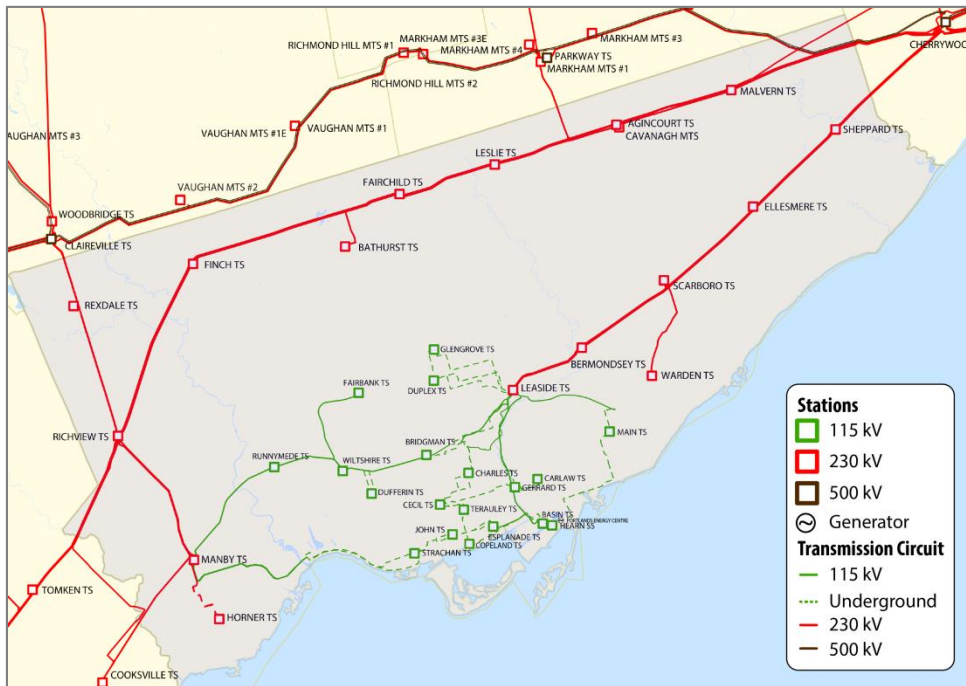 MARKHAM MTS #3E
MARKHAM MTS #3
RICHMOND HILL MTS #1
MARKHAM MTS #4
PARKWAY TS
CHERRYWOO
MARKHAM MTS #1
RICHMOND HILL MTS #2
MALVERN TS
AGINCOURT TS
VAUGHAN MTS #1E
VAUGHAN MTS #1
AUGHAN MTS #3
CAVANAGH MTS
SHEPPARD TS
LESLIE TS
FAIRCHILD TS
VAUGHAN MTS #2
WOODBRIDGE TS
ELLESMERE TS
CLAIREVILLE TS
BATHURST TS
FINCH TS
SCARBORO TS
REXDALE TS
GLENGROVE TS
BERMONDSEY TS
WARDEN TS
FAIRBANK TS
DUPLEX TS
LEASIDE TS
RICHVIEW TS
MAIN TS
BRIDGMAN TS
RUNNYMEDE TS
WILTSHIRE TS
CHARLES TS
CARLAW TS
DUFFERIN TS
GERRARD TS
CECIL TS
TERAULEY TS
BASIN TS
PORTLANDS ENERGY CENTRE
HEARN SS
JOHN TS
ESPLANADE TS
COPELAND TS
STRACHAN TS
MANBY TS
TOMKEN TS
HORNER TS
COOKSVILLE TS
Stations
115 kV
230 kV
500 kV
Generator
Transmission Circuit
115 kV
Underground
230 kV
500 kV